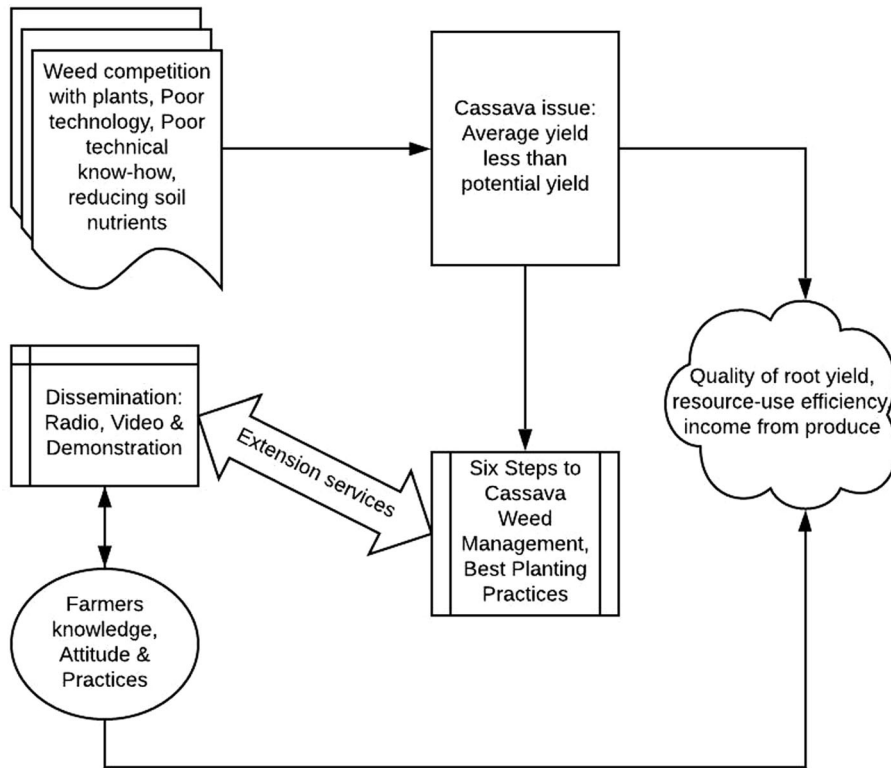 Weed competition
with plants, Poor
technology, Poor
technical
know-how,
reducing soil
nutrients
Cassava issue:
Average yield
less than
potential yield
Quality of root yield,
resource-use efficiency
income from produce
Dissemination:
Radio, Video &
Demonstration
Extension services
Six Steps to
Cassava
Weed
Management,
Best Planting
Practices
Farmers
knowledge,
Attitude &
Practices